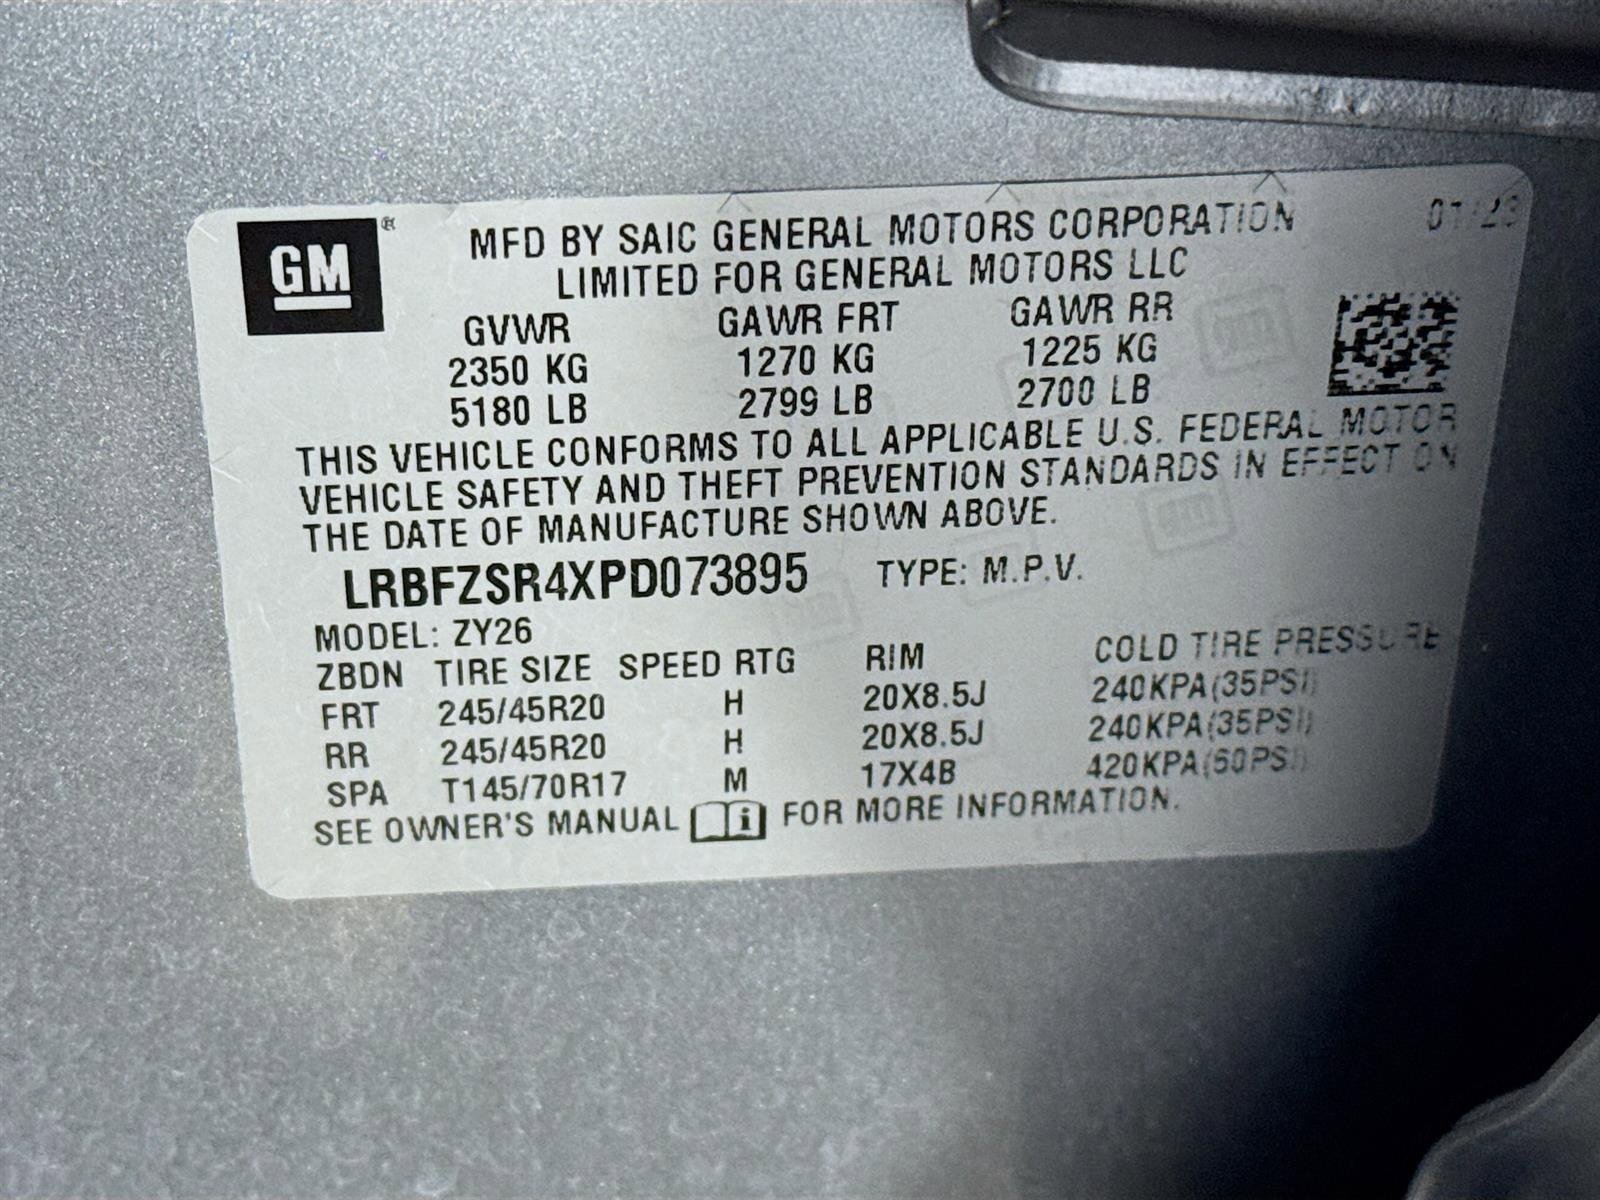 GM ®
MFD BY SAIC GENERAL MOTORS CORPORATION 01/23
LIMITED FOR GENERAL MOTORS LLC
GVWR GAWR FRT GAWR RR
2350 KG 1270 KG 1225 KG
5180 LB 2799 LB 2700 LB
THIS VEHICLE CONFORMS TO ALL APPLICABLE U.S. FEDERAL MOTOR
VEHICLE SAFETY AND THEFT PREVENTION STANDARDS IN EFFECT ON
THE DATE OF MANUFACTURE SHOWN ABOVE.
LRBFZSR4XPD073895 TYPE: M.P.V.
MODEL: ZY26
ZBDN TIRE SIZE SPEED RTG RIM COLD TIRE PRESSURE
FRT 245/45R20 H 20X8.5J 240KPA(35PSI)
RR 245/45R20 H 20X8.5J 240KPA(35PSI)
SPA T145/70R17 M 17X4B 420KPA(60PSI)
SEE OWNER'S MANUAL i FOR MORE INFORMATION.